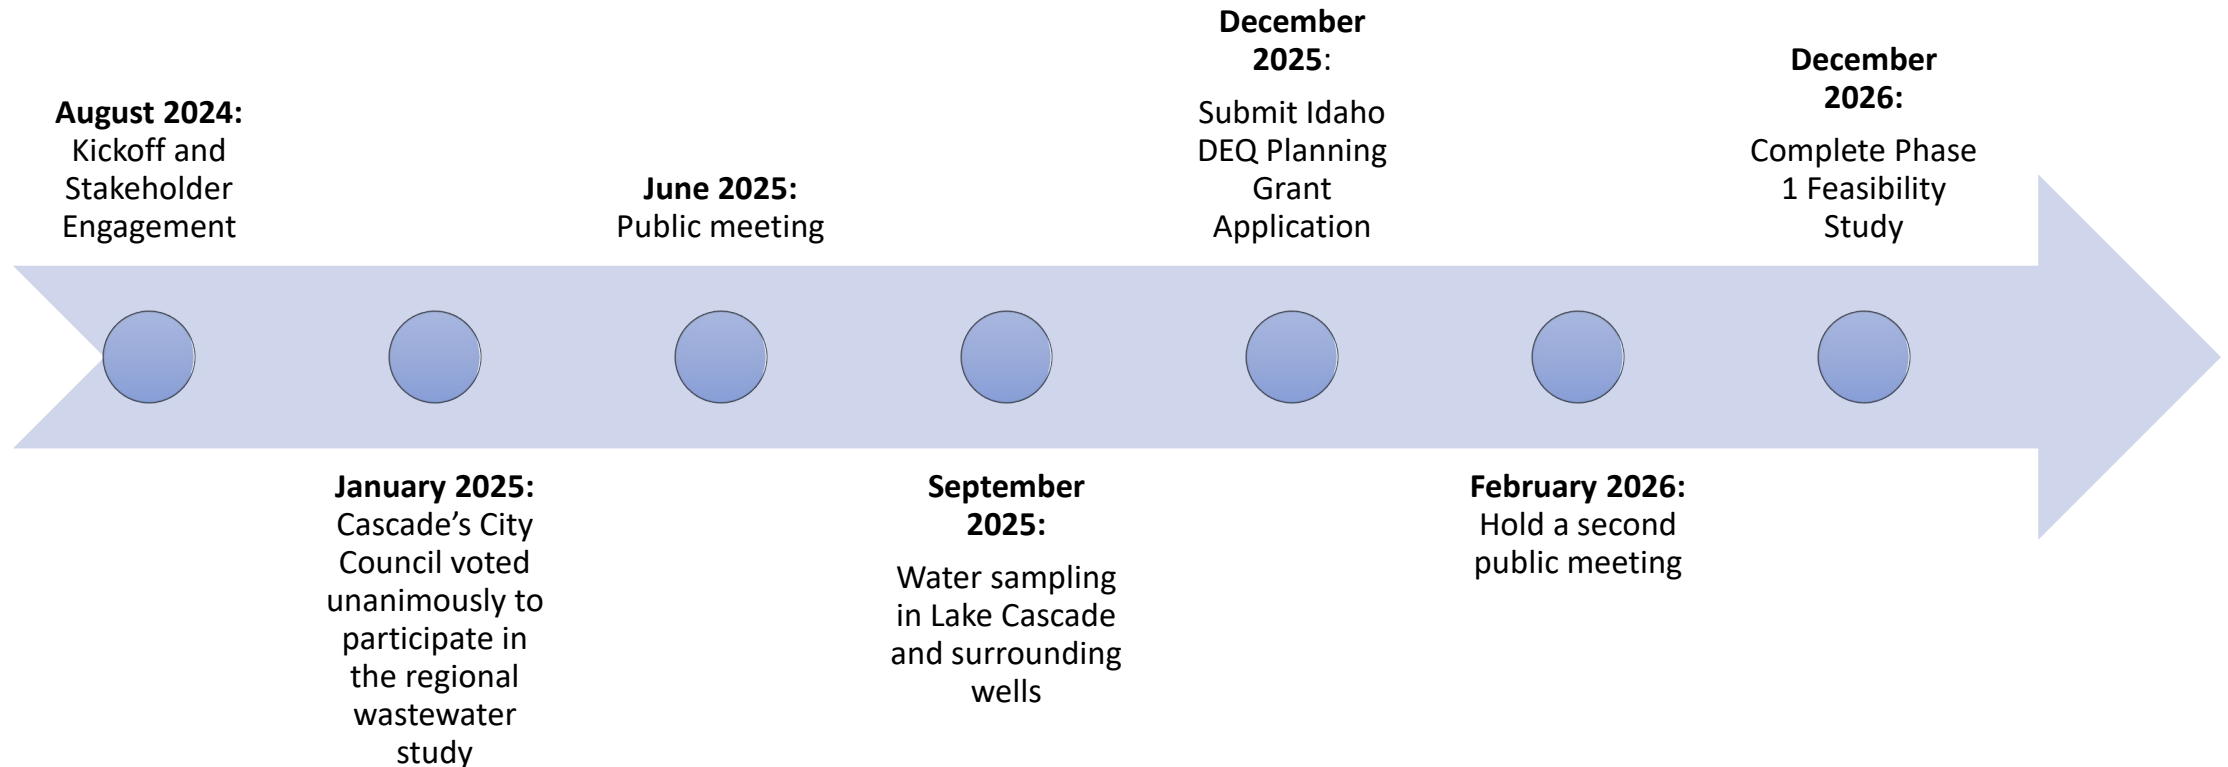 August 2024:
Kickoff and
Stakeholder
Engagement
January 2025:
Cascade’s City
Council voted
unanimously to
participate in
the regional
wastewater
study
June 2025:
Public meeting
September
2025:
Water sampling
in Lake Cascade
and surrounding
wells
December
2025:
Submit Idaho
DEQ Planning
Grant
Application
February 2026:
Hold a second
public meeting
December
2026:
Complete Phase
1 Feasibility
Study